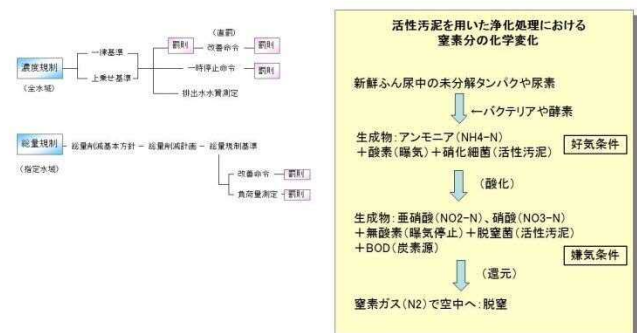 (直罰)
罰則
改善命令
罰則
一律基準
濃度規制
一時停止命令
罰則
上乗せ基準
(全水域)
排出水水質測定
総量規制
総量削減基本方針
総量削減計画
総量規制基準
(指定水域)
改善命令
罰則
負荷量測定
罰則
活性汚泥を用いた浄化処理における
窒素分の化学変化
新鮮ふん尿中の未分解タンパクや尿素
←バクテリアや酵素
生成物:アンモニア(NH4-N)
+酸素(曝気)+硝化細菌(活性汚泥)
好気条件
(酸化)
生成物:亜硝酸(NO2-N)、硝酸(NO3-N)
+無酸素(曝気停止)+脱窒菌(活性汚泥)
+BOD(炭素源)
嫌気条件
(還元)
窒素ガス(N2)で空中へ:脱窒